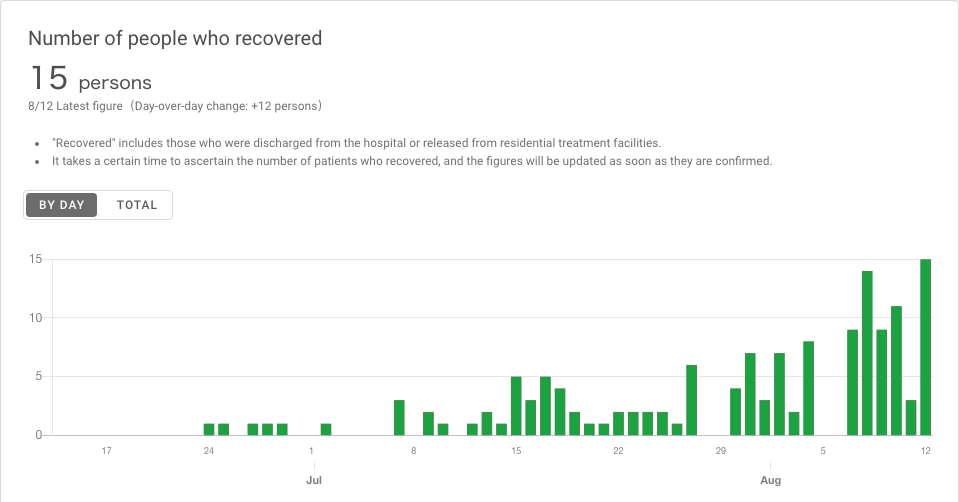 Number of people who recovered
15 persons
8/12 Latest figure（Day-over-day change: +12 persons）
"Recovered" includes those who were discharged from the hospital or released from residential treatment facilities.
It takes a certain time to ascertain the number of patients who recovered, and the figures will be updated as soon as they are confirmed.
BY DAY TOTAL
15
10
5
0
17 24 1 8 15 22 29 5 12
Jul Aug